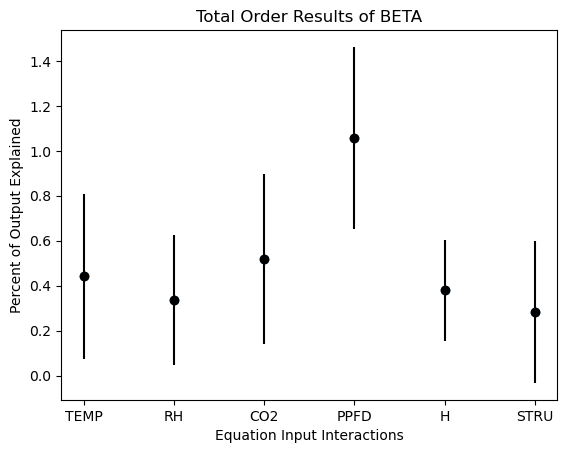 Total Order Results of BETA
Percent of Output Explained
1.4
1.2
1.0
0.8
0.6
0.4
0.2
0.0
TEMP RH CO2 PPFD H STRU
Equation Input Interactions